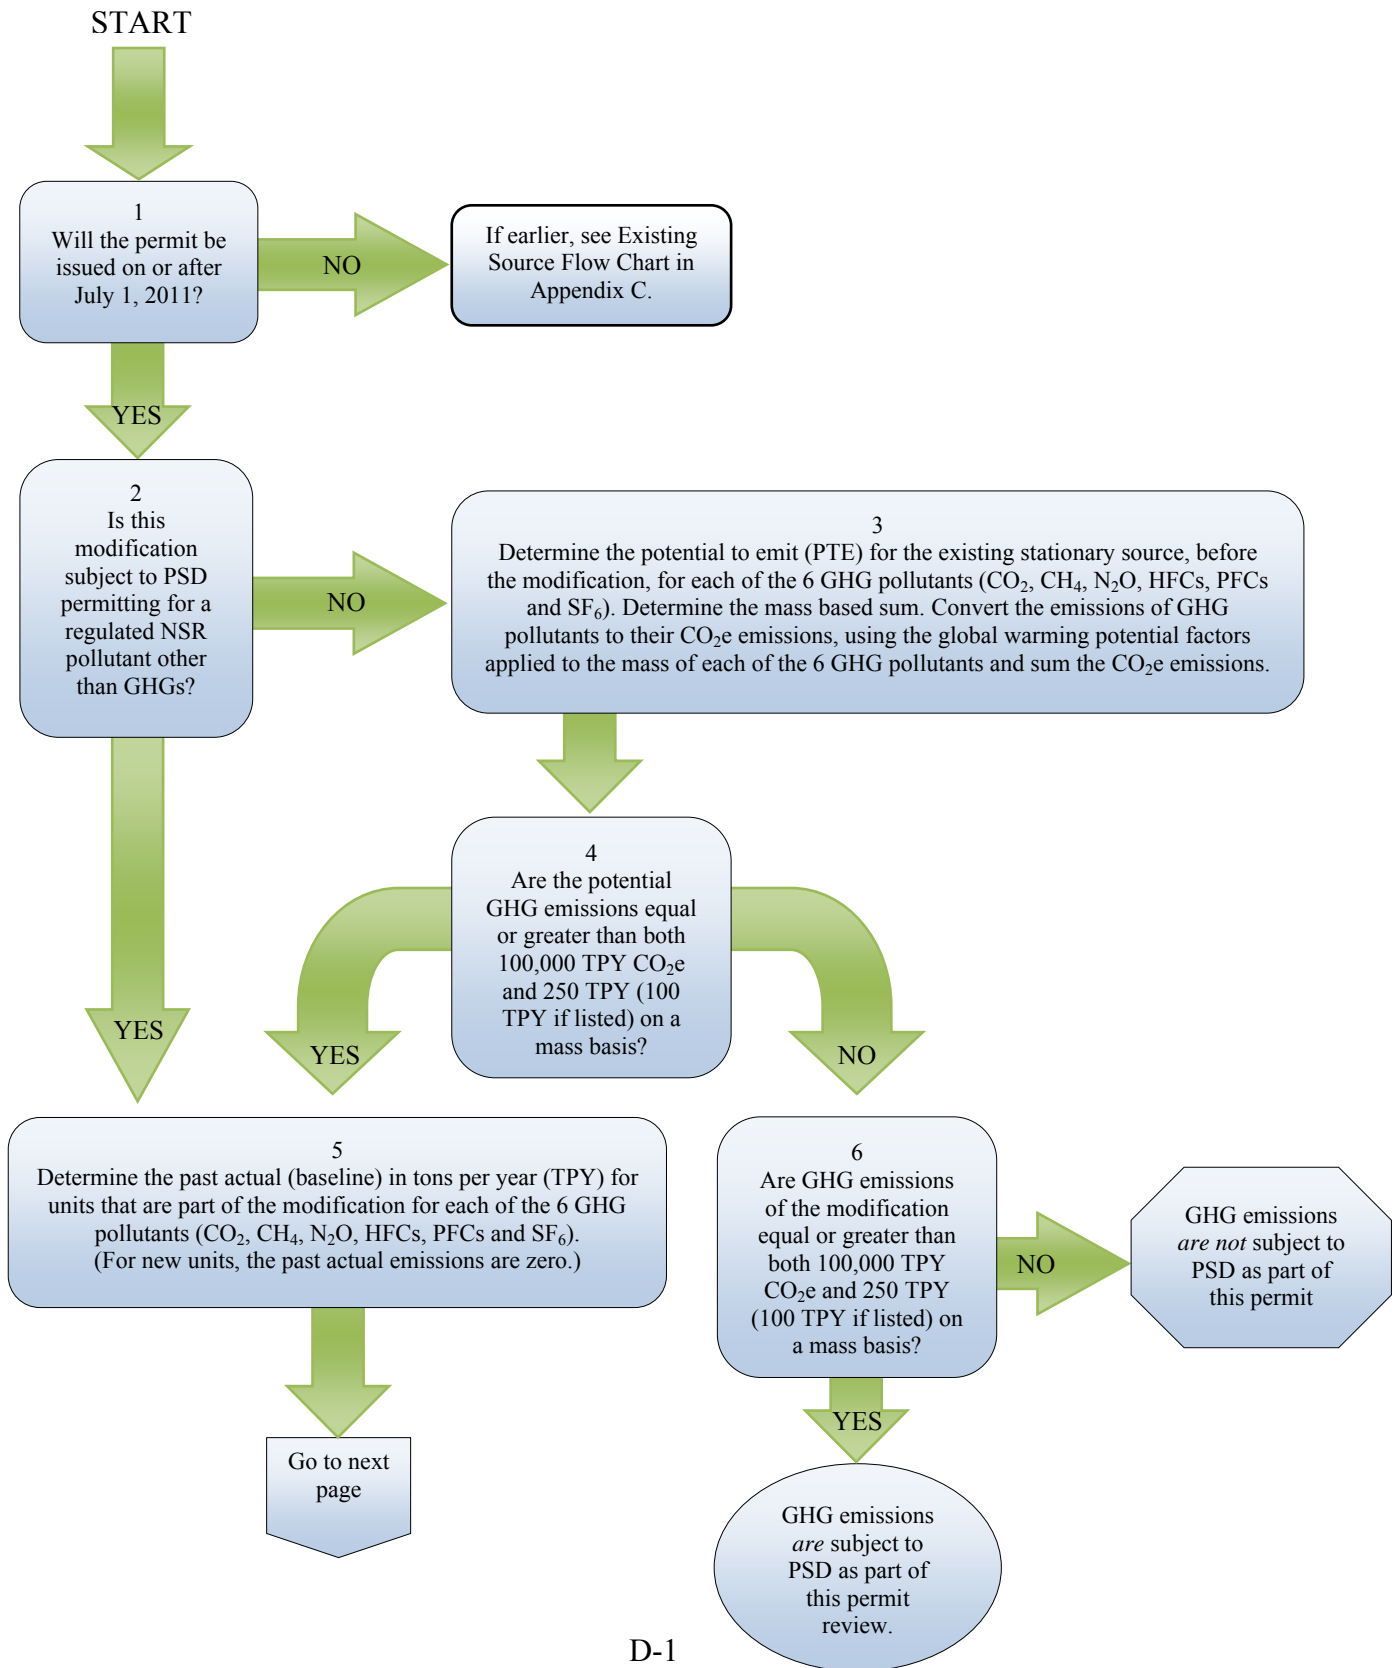 START
1
Will the permit be
issued on or after
July 1, 2011?
NO
If earlier, see Existing
Source Flow Chart in
Appendix C.
YES
2
Is this
modification
subject to PSD
permitting for a
regulated NSR
pollutant other
than GHGs?
NO
3
Determine the potential to emit (PTE) for the existing stationary source, before
the modification, for each of the 6 GHG pollutants (CO₂, CH₄, N₂O, HFCs, PFCs
and SF₆). Determine the mass based sum. Convert the emissions of GHG
pollutants to their CO₂e emissions, using the global warming potential factors
applied to the mass of each of the 6 GHG pollutants and sum the CO₂e emissions.
4
Are the potential
GHG emissions equal
or greater than both
100,000 TPY CO₂e
and 250 TPY (100
TPY if listed) on a
mass basis?
YES
YES
NO
5
Determine the past actual (baseline) in tons per year (TPY) for
units that are part of the modification for each of the 6 GHG
pollutants (CO₂, CH₄, N₂O, HFCs, PFCs and SF₆).
(For new units, the past actual emissions are zero.)
6
Are GHG emissions
of the modification
equal or greater than
both 100,000 TPY
CO₂e and 250 TPY
(100 TPY if listed) on
a mass basis?
NO
GHG emissions
are not subject to
PSD as part of
this permit
YES
Go to next
page
GHG emissions
are subject to
PSD as part of
this permit
review.
D-1